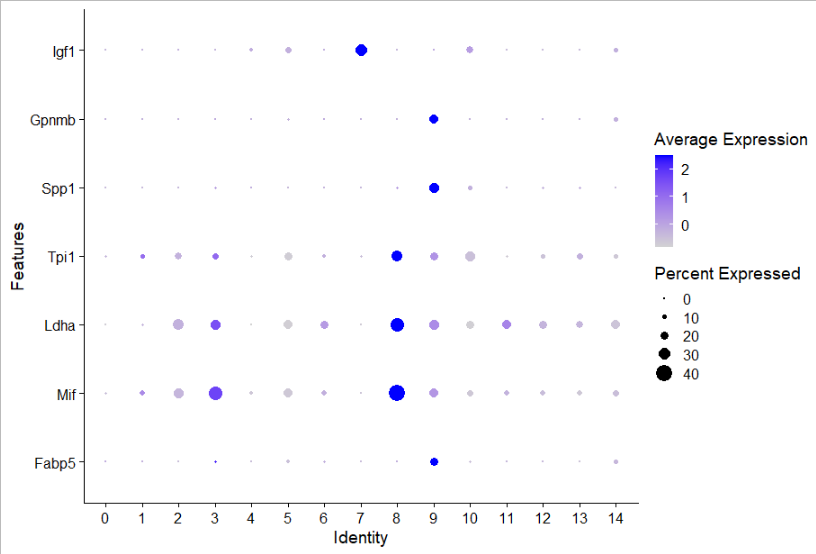 Igf1
Gpnmb
Spp1
Tpi1
Ldha
Mif
Fabp5
Features
0 1 2 3 4 5 6 7 8 9 10 11 12 13 14
Identity
Average Expression
2
1
0
Percent Expressed
0
10
20
30
40